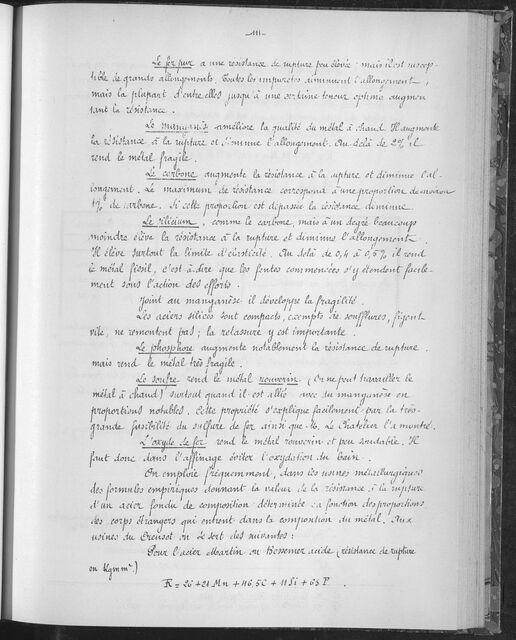 -111-
Le fer pur a une resistance de rupture peu élevée : mais il est suscep-
tible de grands allongements. Toutes les impuretés diminuent l'allongement,
mais la plupart d'entre elles jusqu'à une certaine teneur optima augmen
tant la résistance.
Le manganèse améliore la qualité du métal à chaud. Il augmente
la résistance à la rupture et diminue l'allongement. Au delà de 2% il
rend le métal fragile.
Le carbone augmente la résistance à la rupture et diminue l'al-
longement. Le maximum de résistance correspond à une proportion d'environ
1% de carbone. Si cette proportion est dépassée la résistance diminue.
Le silicium, comme le carbone, mais à un degré beaucoup
moindre élève la résistance à la rupture et diminue l'allongement.
Il élève surtout la limite d'élasticité. Au delà de 0,4 à 0,5% il rend
le métal fissil, c'est à dire que les fentes commencées s'y étendent facile-
ment sous l'action des efforts.
Joint au manganèse il développe la fragilité.
Les aciers silicés sont compacts, exempts de soufflures, figent
vite, ne remontent pas ; la retassure y est importante.
Le phosphore augmente notablement la résistance de rupture
mais rend le métal très fragile.
Le soufre rend le métal rouverin (On ne peut travailler le
métal à chaud) surtout quand il est allié avec du manganèse en
proportions notables. Cette propriété s'explique facilement par la très
grande fusibilité du sulfure de fer ainsi que M. Le Chatelier l'a montré.
L'oxyde de fer rend le métal rouverin et peu soudable. Il
faut donc dans l'affinage éviter l'oxydation du bain.
On emploie fréquemment, dans les usines métallurgiques
des formules empiriques donnant la valeur de la résistance à la rupture
d'un acier fondu de composition déterminée en fonction des proportions
des corps étrangers qui entrent dans la composition du métal. Aux
usines du Creusot on se sert des suivantes :
Pour l'acier Martin ou Bessemer acide (résistance de rupture
en Kgmm²)
R = 26 + 21 Mn + 46,5 C + 11 Si + 65 P.